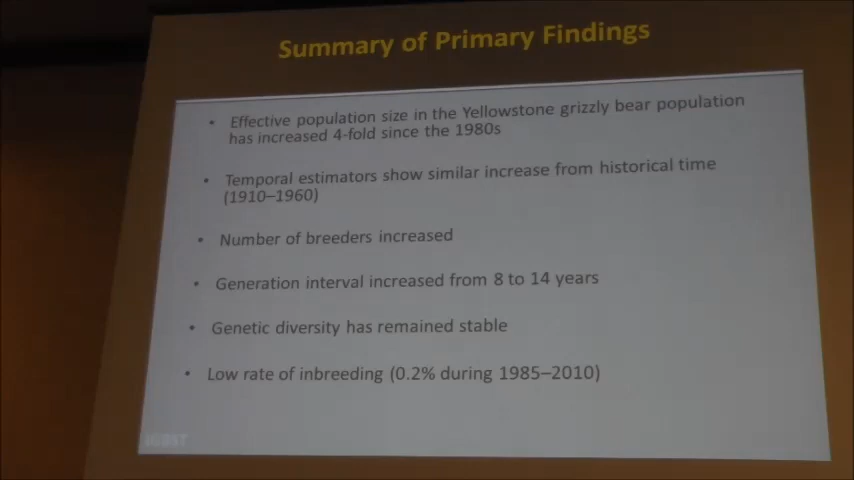 Summary of Primary Findings
• Effective population size in the Yellowstone grizzly bear population
has increased 4-fold since the 1980s
• Temporal estimators show similar increase from historical time
(1910–1960)
• Number of breeders increased
• Generation interval increased from 8 to 14 years
• Genetic diversity has remained stable
• Low rate of inbreeding (0.2% during 1985–2010)